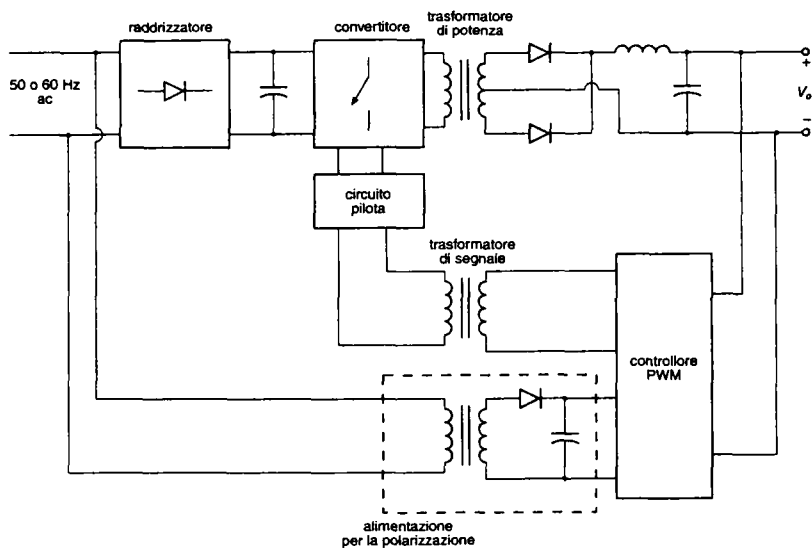 raddrizzatore
convertitore
trasformatore
di potenza
50 o 60 Hz
ac
+
Vo
−
circuito
pilota
trasformatore
di segnale
controllore
PWM
alimentazione
per la polarizzazione